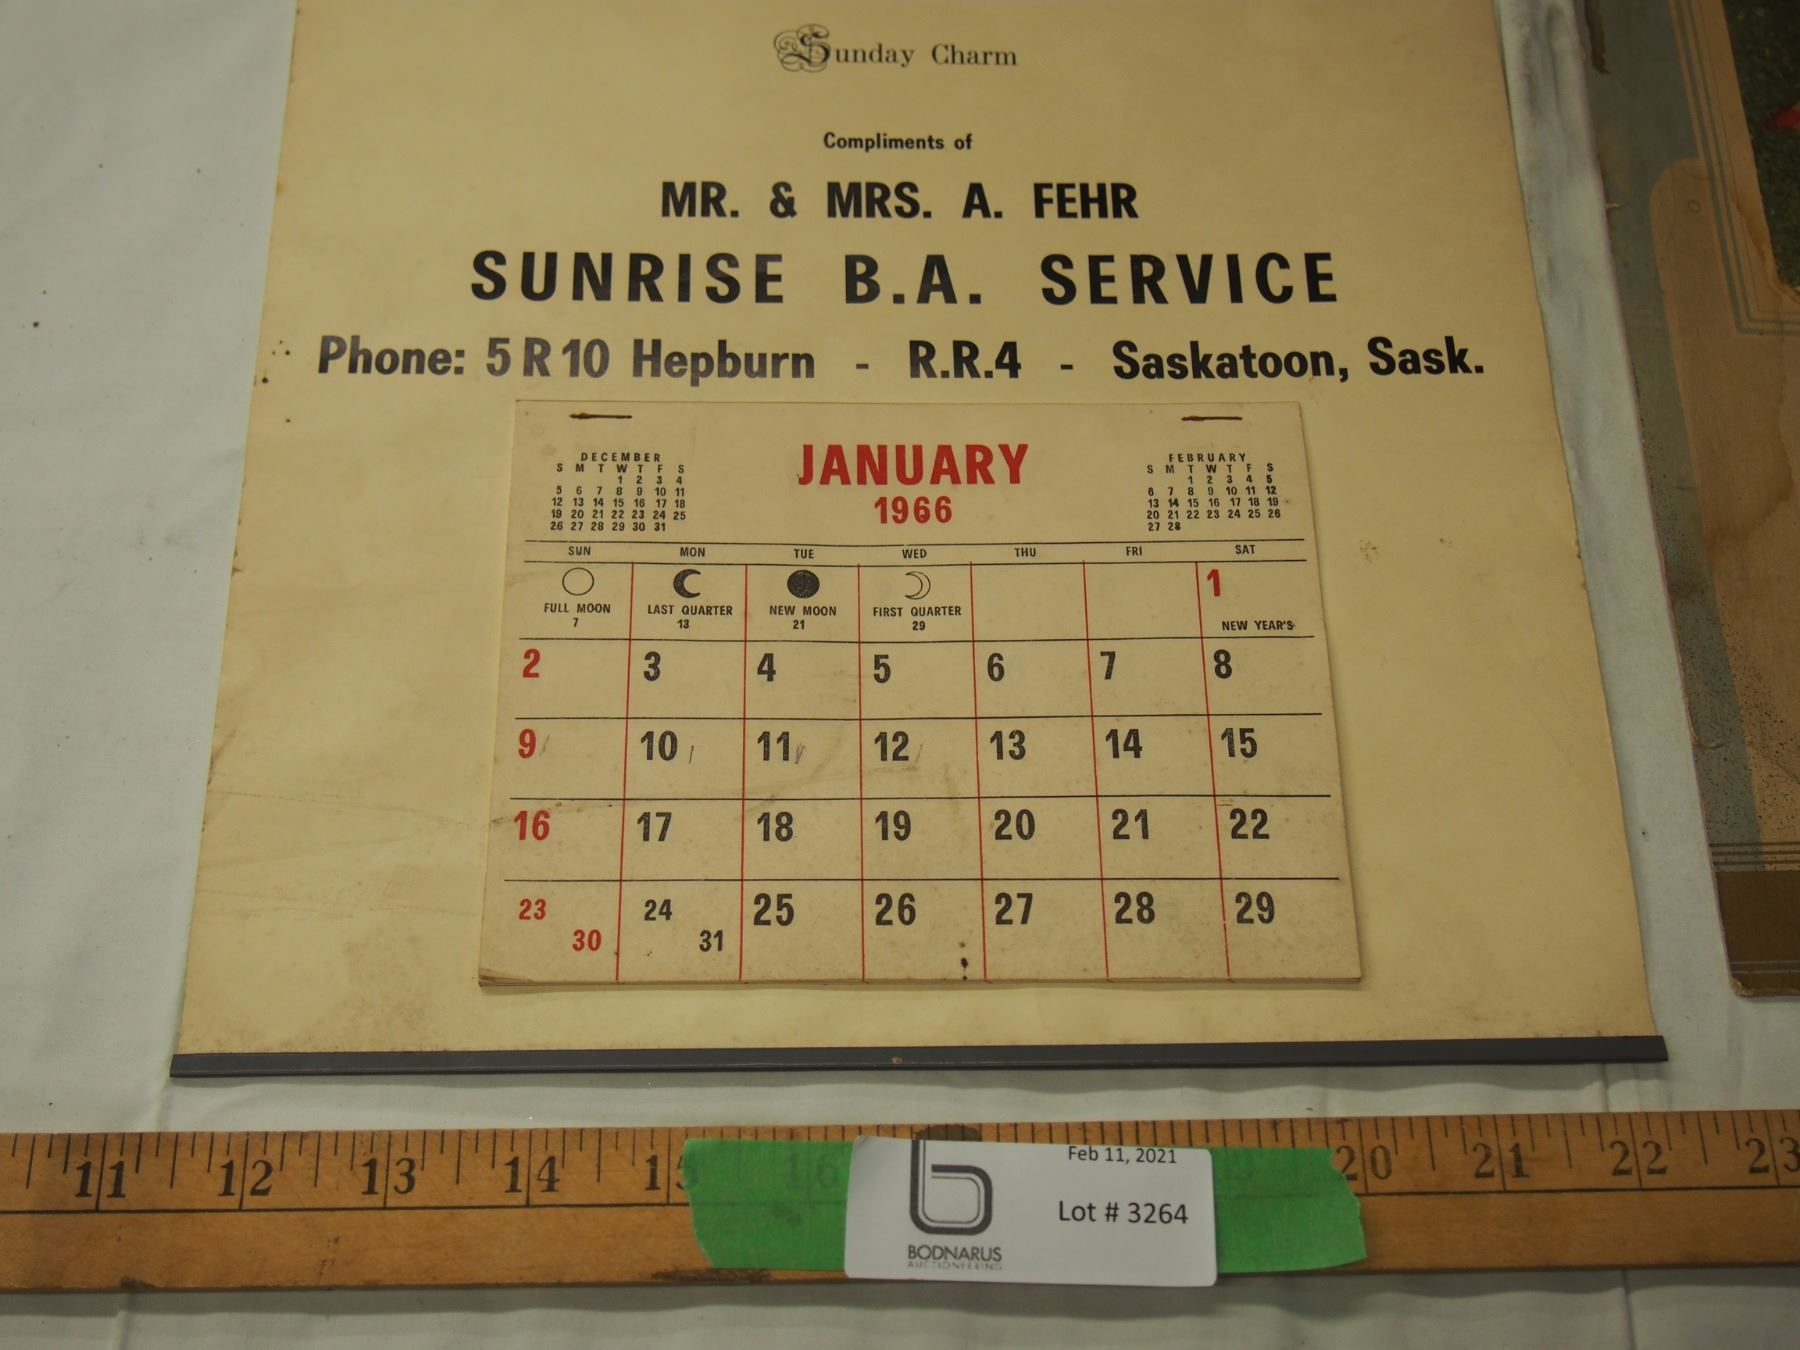 Sunday Charm
Compliments of
MR. & MRS. A. FEHR
SUNRISE B.A. SERVICE
Phone: 5 R 10 Hepburn - R.R.4 - Saskatoon, Sask.
DECEMBER
S M T W T F S
1 2 3 4
5 6 7 8 9 10 11
12 13 14 15 16 17 18
19 20 21 22 23 24 25
26 27 28 29 30 31
JANUARY
1966
FEBRUARY
S M T W T F S
1 2 3 4 5
6 7 8 9 10 11 12
13 14 15 16 17 18 19
20 21 22 23 24 25 26
27 28
SUN MON TUE WED THU FRI SAT
FULL MOON
7
LAST QUARTER
13
NEW MOON
21
FIRST QUARTER
29
1
NEW YEAR'S
2 3 4 5 6 7 8
9 10 11 12 13 14 15
16 17 18 19 20 21 22
23 24 25 26 27 28 29
30 31
11 12 13 14 15 16 19 20 21 22 23
Feb 11, 2021
Lot # 3264
BODNARUS
AUCTIONEERING